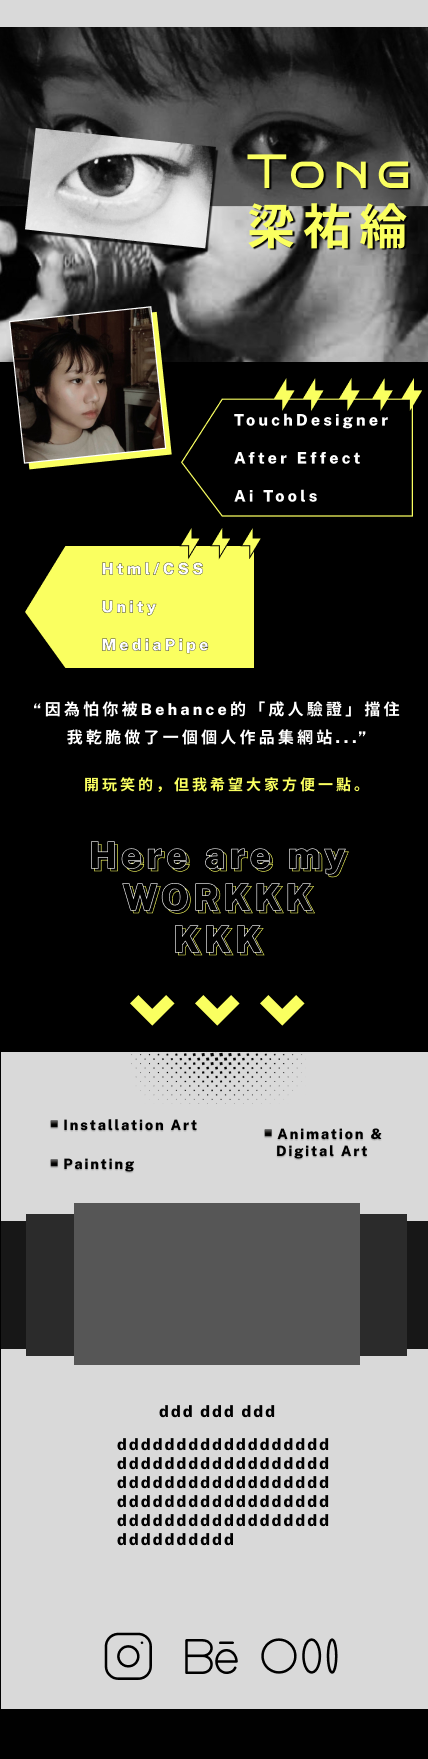 TONG
梁祐綸
TouchDesigner
After Effect
Ai Tools
Html/CSS
Unity
MediaPipe
“因為怕你被Behance的「成人驗證」擋住
我乾脆做了一個個人作品集網站...”
開玩笑的，但我希望大家方便一點。
Here are my
WORKKK
KKK
Installation Art
Painting
Animation &
Digital Art
ddd ddd ddd
dddddddddddddddddd
dddddddddddddddddd
dddddddddddddddddd
dddddddddddddddddd
dddddddddddddddddd
dddddddddd
Bē